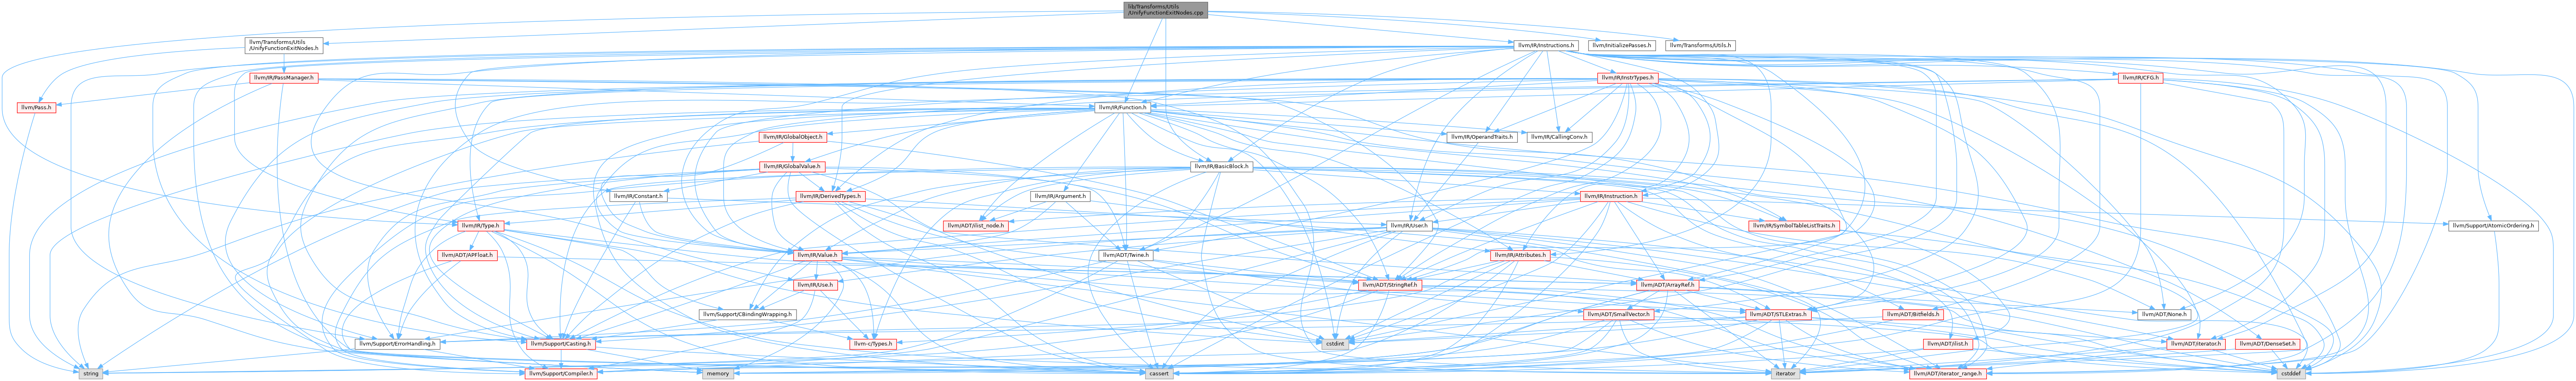 lib/Transforms/Utils
/UnifyFunctionExitNodes.cpp
llvm/Transforms/Utils
/UnifyFunctionExitNodes.h
llvm/IR/Instructions.h
llvm/InitializePasses.h
llvm/Transforms/Utils.h
llvm/IR/PassManager.h
llvm/IR/InstrTypes.h
llvm/IR/CFG.h
llvm/Pass.h
llvm/IR/Function.h
llvm/IR/GlobalObject.h
llvm/IR/OperandTraits.h
llvm/IR/CallingConv.h
llvm/IR/GlobalValue.h
llvm/IR/BasicBlock.h
llvm/IR/Constant.h
llvm/IR/DerivedTypes.h
llvm/IR/Argument.h
llvm/IR/Instruction.h
llvm/IR/Type.h
llvm/ADT/ilist_node.h
llvm/IR/User.h
llvm/IR/SymbolTableListTraits.h
llvm/Support/AtomicOrdering.h
llvm/ADT/APFloat.h
llvm/IR/Value.h
llvm/ADT/Twine.h
llvm/IR/Attributes.h
llvm/IR/Use.h
llvm/ADT/StringRef.h
llvm/ADT/ArrayRef.h
llvm/Support/CBindingWrapping.h
llvm/ADT/SmallVector.h
llvm/ADT/STLExtras.h
llvm/ADT/Bitfields.h
llvm/ADT/None.h
llvm/Support/ErrorHandling.h
llvm/Support/Casting.h
llvm-c/Types.h
cstdint
llvm/ADT/ilist.h
llvm/ADT/iterator.h
llvm/ADT/DenseSet.h
string
llvm/Support/Compiler.h
memory
cassert
iterator
llvm/ADT/iterator_range.h
cstddef